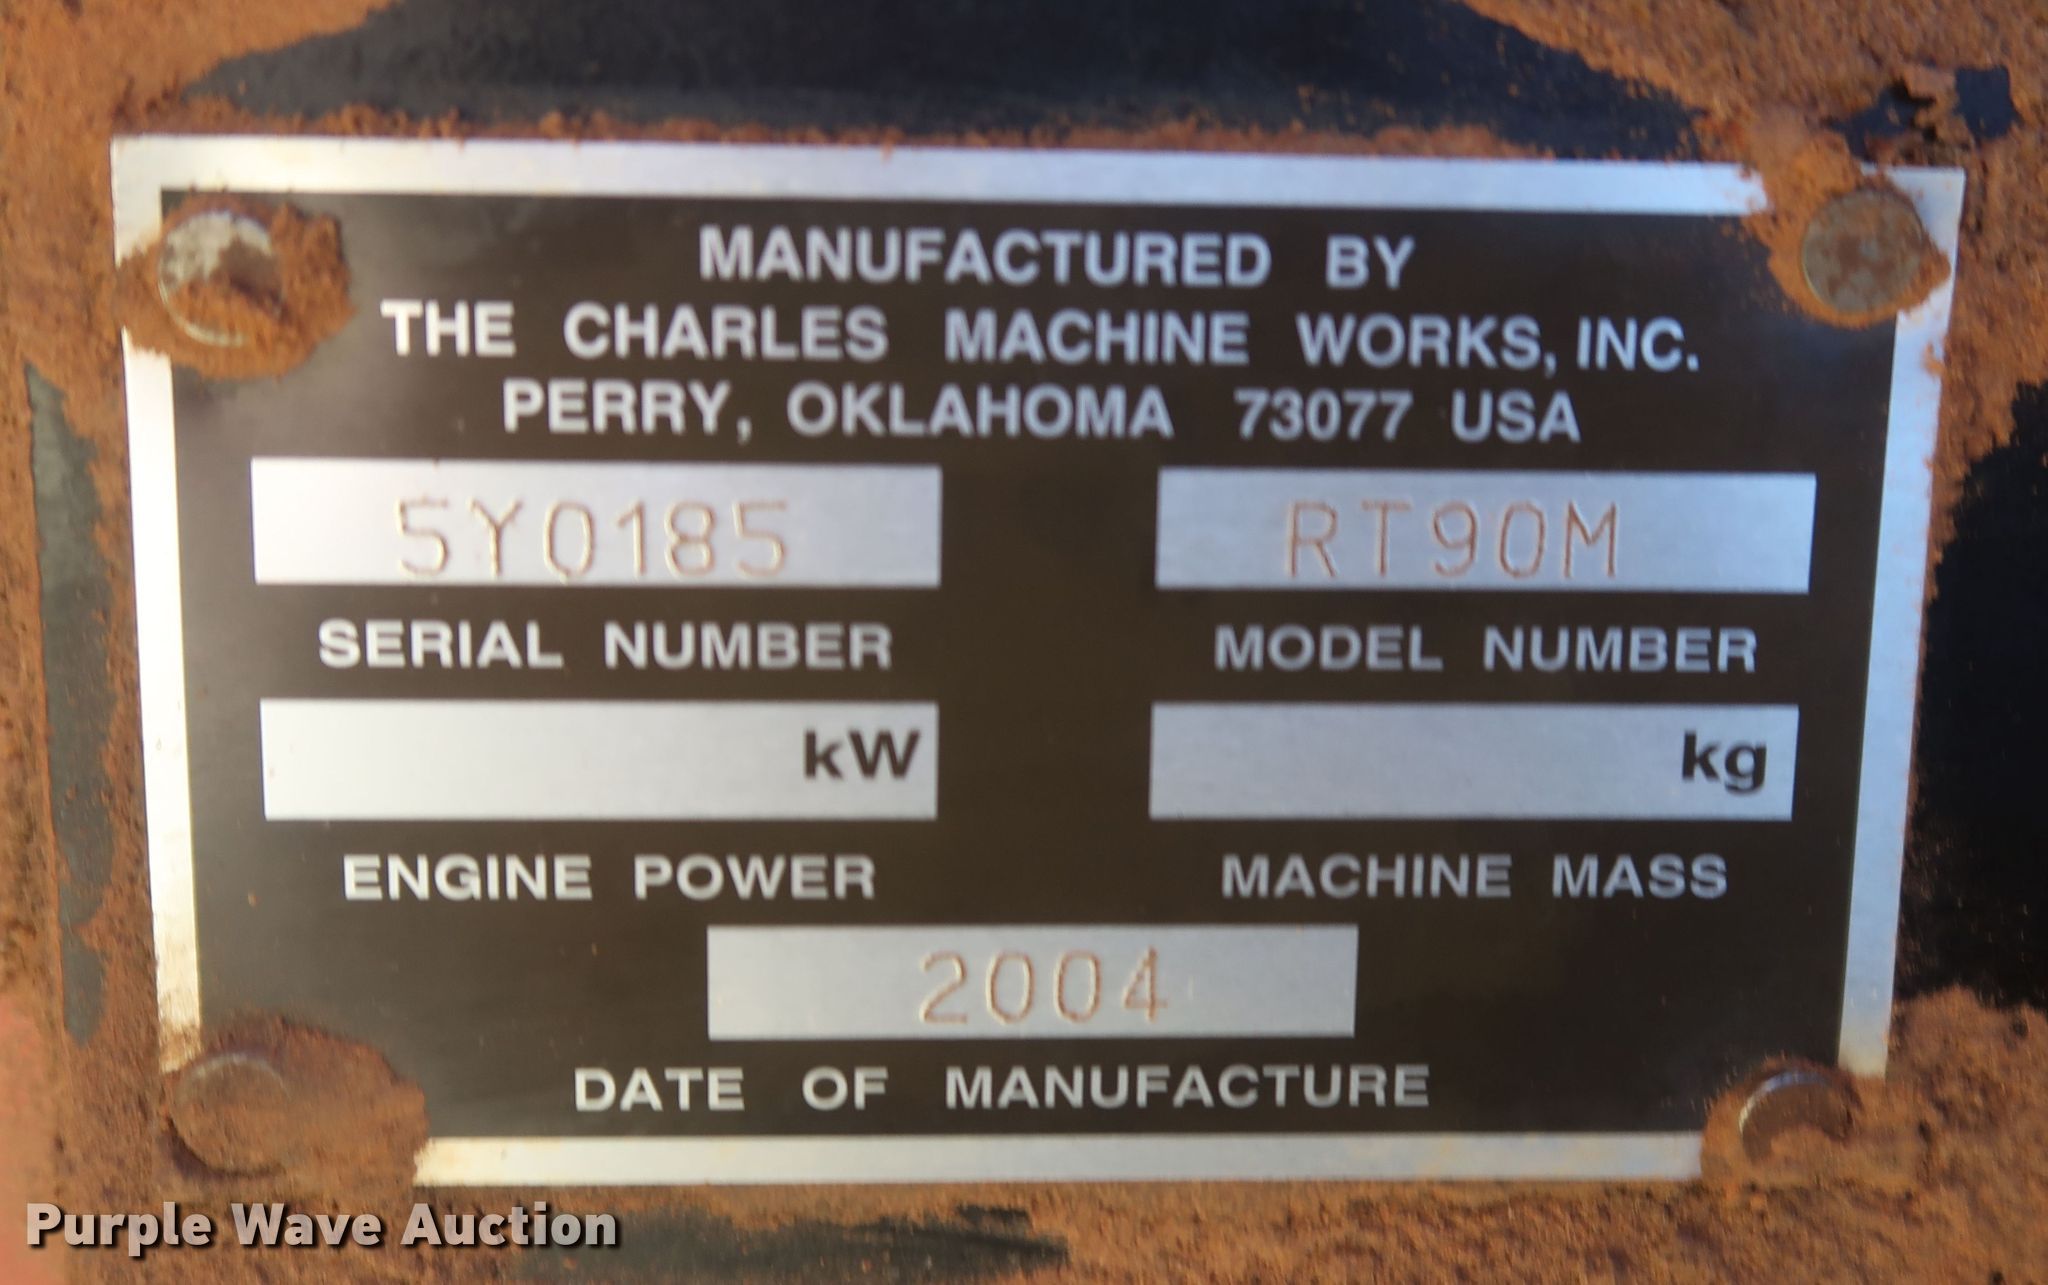 MANUFACTURED BY
THE CHARLES MACHINE WORKS, INC.
PERRY, OKLAHOMA 73077 USA
5Y0185 RT90M
SERIAL NUMBER MODEL NUMBER
kW kg
ENGINE POWER MACHINE MASS
2004
DATE OF MANUFACTURE
Purple Wave Auction